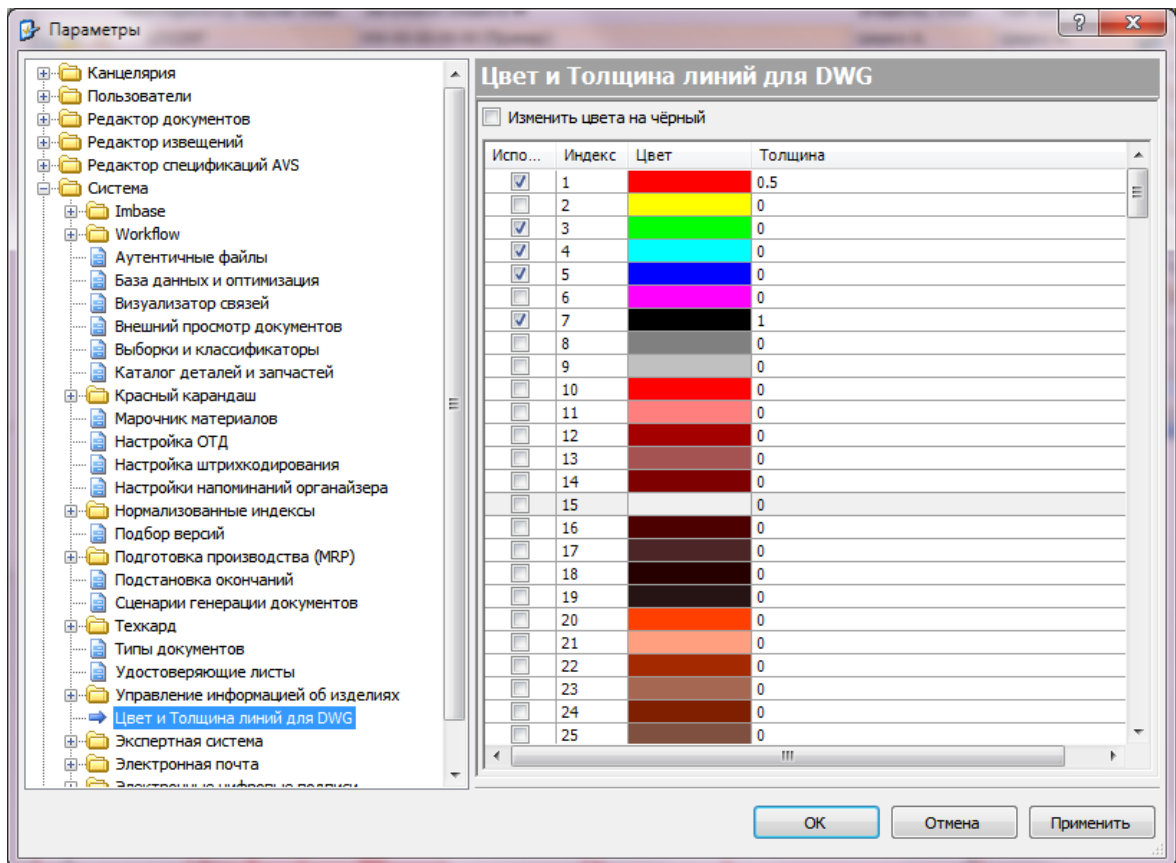 Параметры
Канцелярия
Пользователи
Редактор документов
Редактор извещений
Редактор спецификаций AVS
Система
Imbase
Workflow
Аутентичные файлы
База данных и оптимизация
Визуализатор связей
Внешний просмотр документов
Выборки и классификаторы
Каталог деталей и запчастей
Красный карандаш
Марочник материалов
Настройка ОТД
Настройка штрихкодирования
Настройки напоминаний органайзера
Нормализованные индексы
Подбор версий
Подготовка производства (MRP)
Подстановка окончаний
Сценарии генерации документов
Техкард
Типы документов
Удостоверяющие листы
Управление информацией об изделиях
Цвет и Толщина линий для DWG
Экспертная система
Электронная почта
Электронные цифровые подписи
Цвет и Толщина линий для DWG
Изменить цвета на чёрный
Испо... Индекс Цвет Толщина
1 0.5
2 0
3 0
4 0
5 0
6 0
7 1
8 0
9 0
10 0
11 0
12 0
13 0
14 0
15 0
16 0
17 0
18 0
19 0
20 0
21 0
22 0
23 0
24 0
25 0
OK Отмена Применить